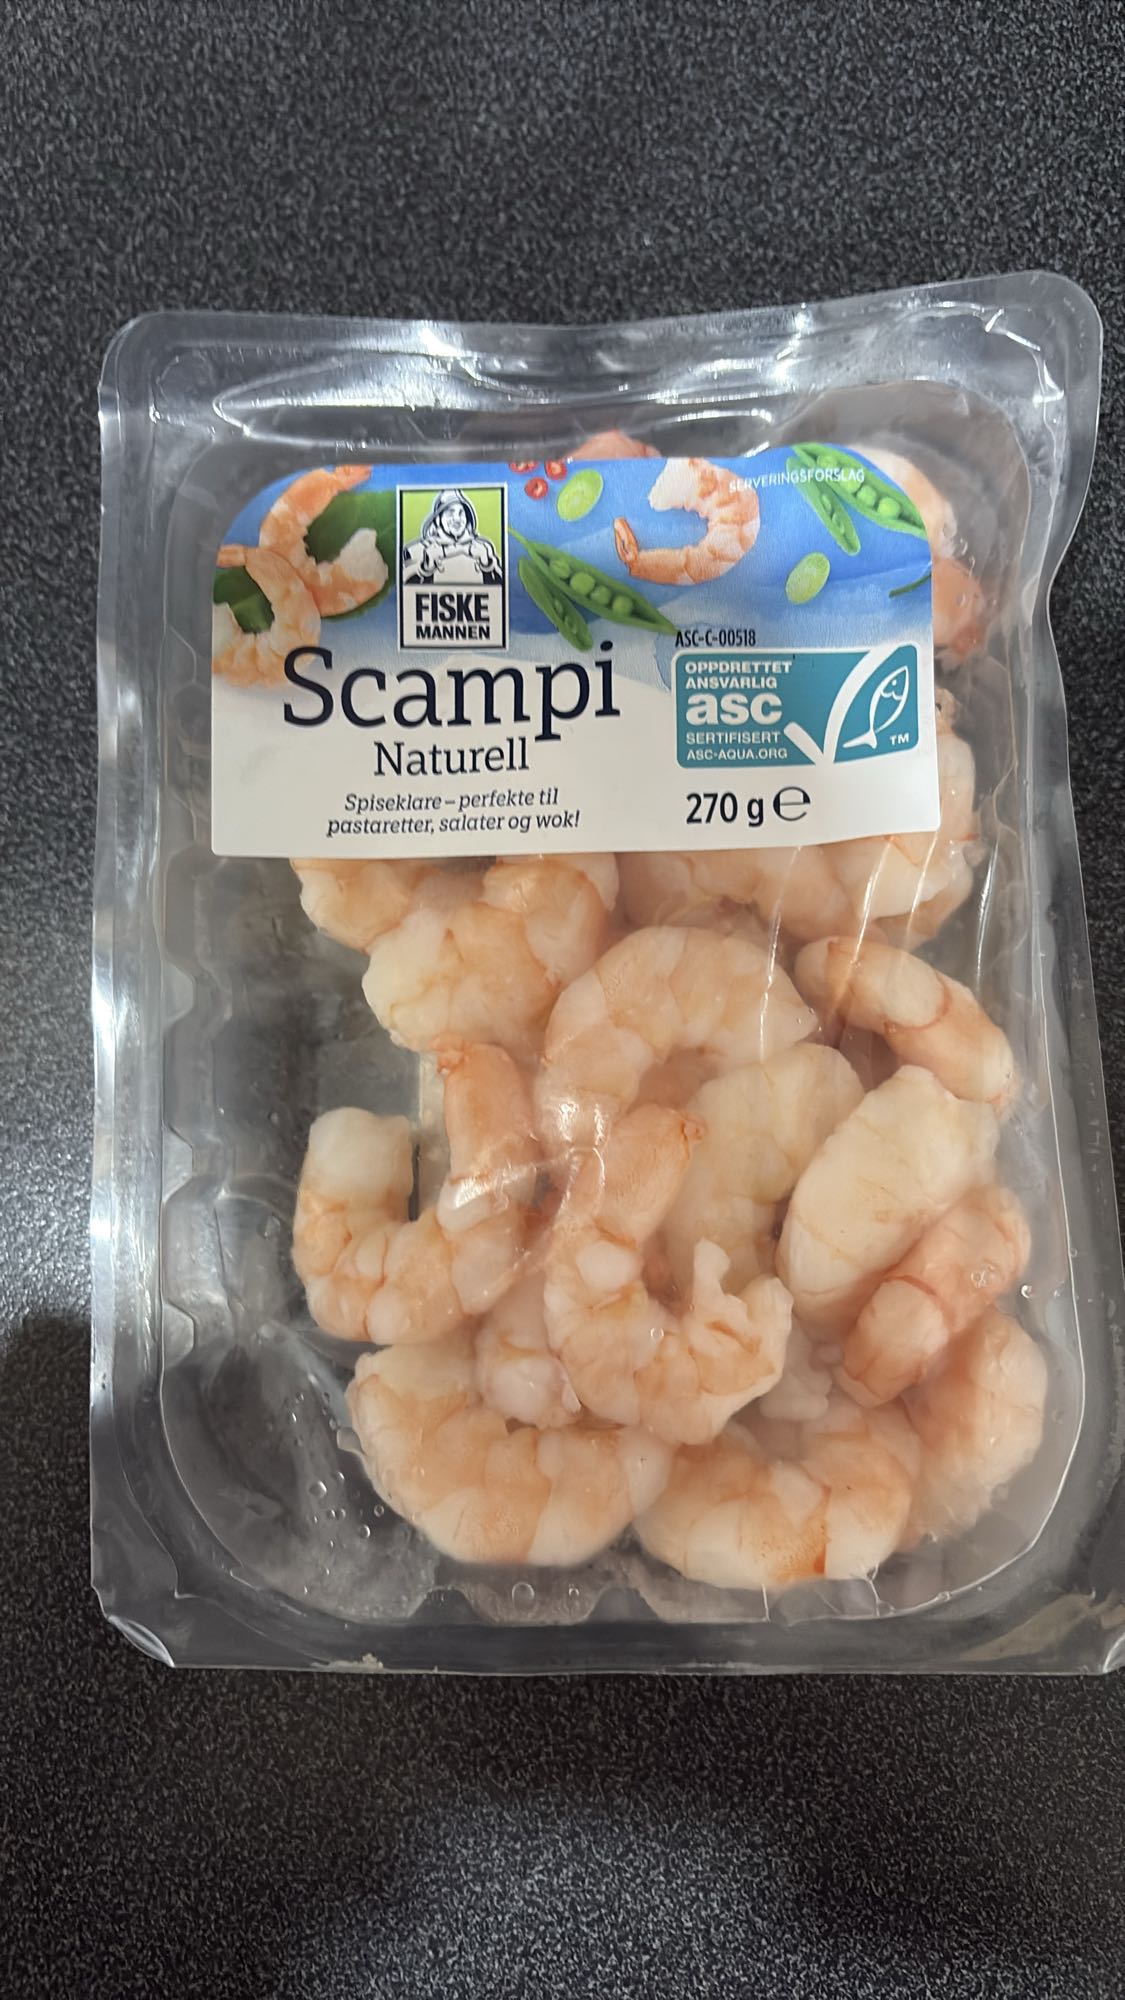 SERVERINGSFORSLAG
FISKE
MANNEN
Scampi
Naturell
Spiseklare – perfekte til
pastaretter, salater og wok!
ASC-C-00518
OPPDRETTET
ANSVARLIG
asc
SERTIFISERT
ASC-AQUA.ORG
TM
270 g ℮